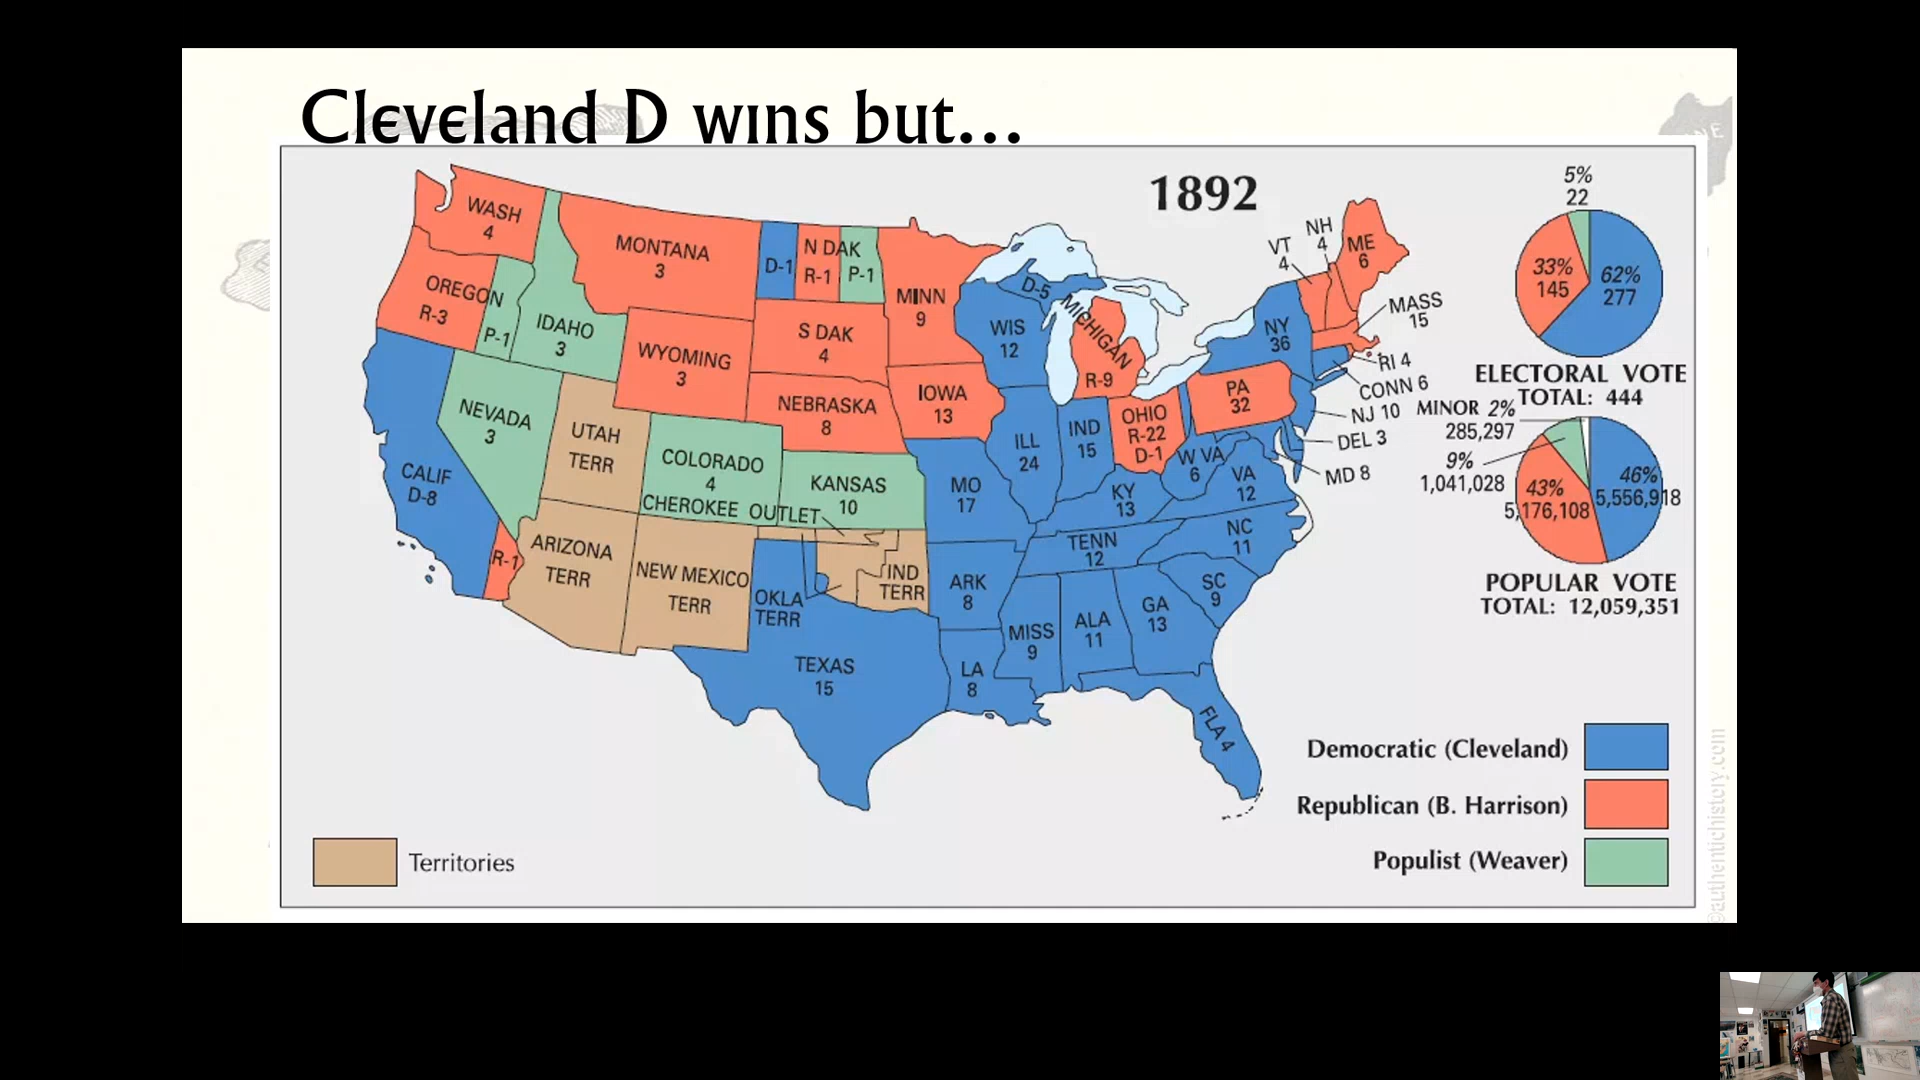 Cleveland D wins but...
1892
WASH
4
OREGON
R-3
P-1
CALIF
D-8
R-1
NEVADA
3
IDAHO
3
MONTANA
3
WYOMING
3
UTAH
TERR
COLORADO
4
ARIZONA
TERR
NEW MEXICO
TERR
D-1
N DAK
R-1
P-1
S DAK
4
NEBRASKA
8
KANSAS
10
CHEROKEE OUTLET
OKLA
TERR
IND
TERR
TEXAS
15
MINN
9
IOWA
13
MO
17
ARK
8
LA
8
WIS
12
D-5
MICHIGAN
R-9
ILL
24
IND
15
OHIO
R-22
D-1
KY
13
TENN
12
MISS
9
ALA
11
GA
13
FLA 4
SC
9
NC
11
VA
12
W VA
6
PA
32
NY
36
VT
4
NH
4
ME
6
MASS
15
RI 4
CONN 6
NJ 10
DEL 3
MD 8
5%
22
33%
145
62%
277
ELECTORAL VOTE
TOTAL: 444
MINOR 2%
285,297
9%
1,041,028
43%
5,176,108
46%
5,556,918
POPULAR VOTE
TOTAL: 12,059,351
Democratic (Cleveland)
Republican (B. Harrison)
Populist (Weaver)
Territories
©authentichistory.com